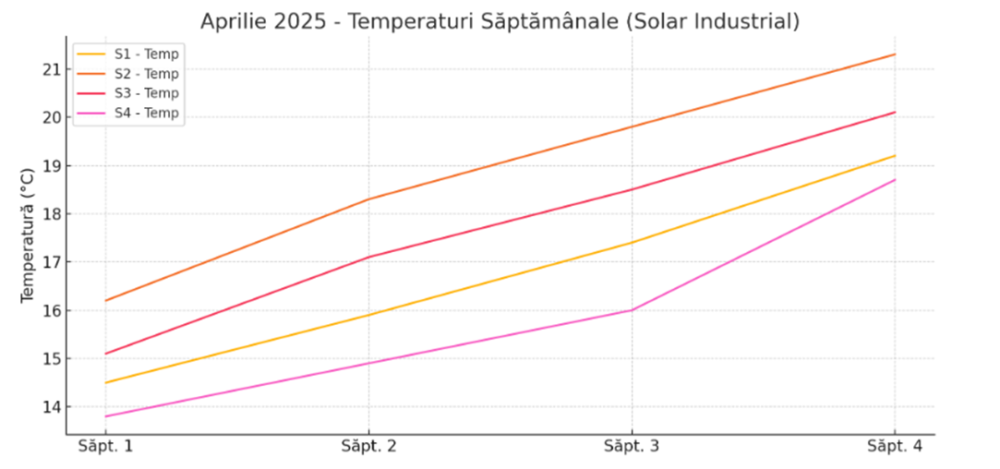 Aprilie 2025 - Temperaturi Săptămânale (Solar Industrial)
S1 - Temp
S2 - Temp
S3 - Temp
S4 - Temp
Temperatură (°C)
21
20
19
18
17
16
15
14
Săpt. 1 Săpt. 2 Săpt. 3 Săpt. 4